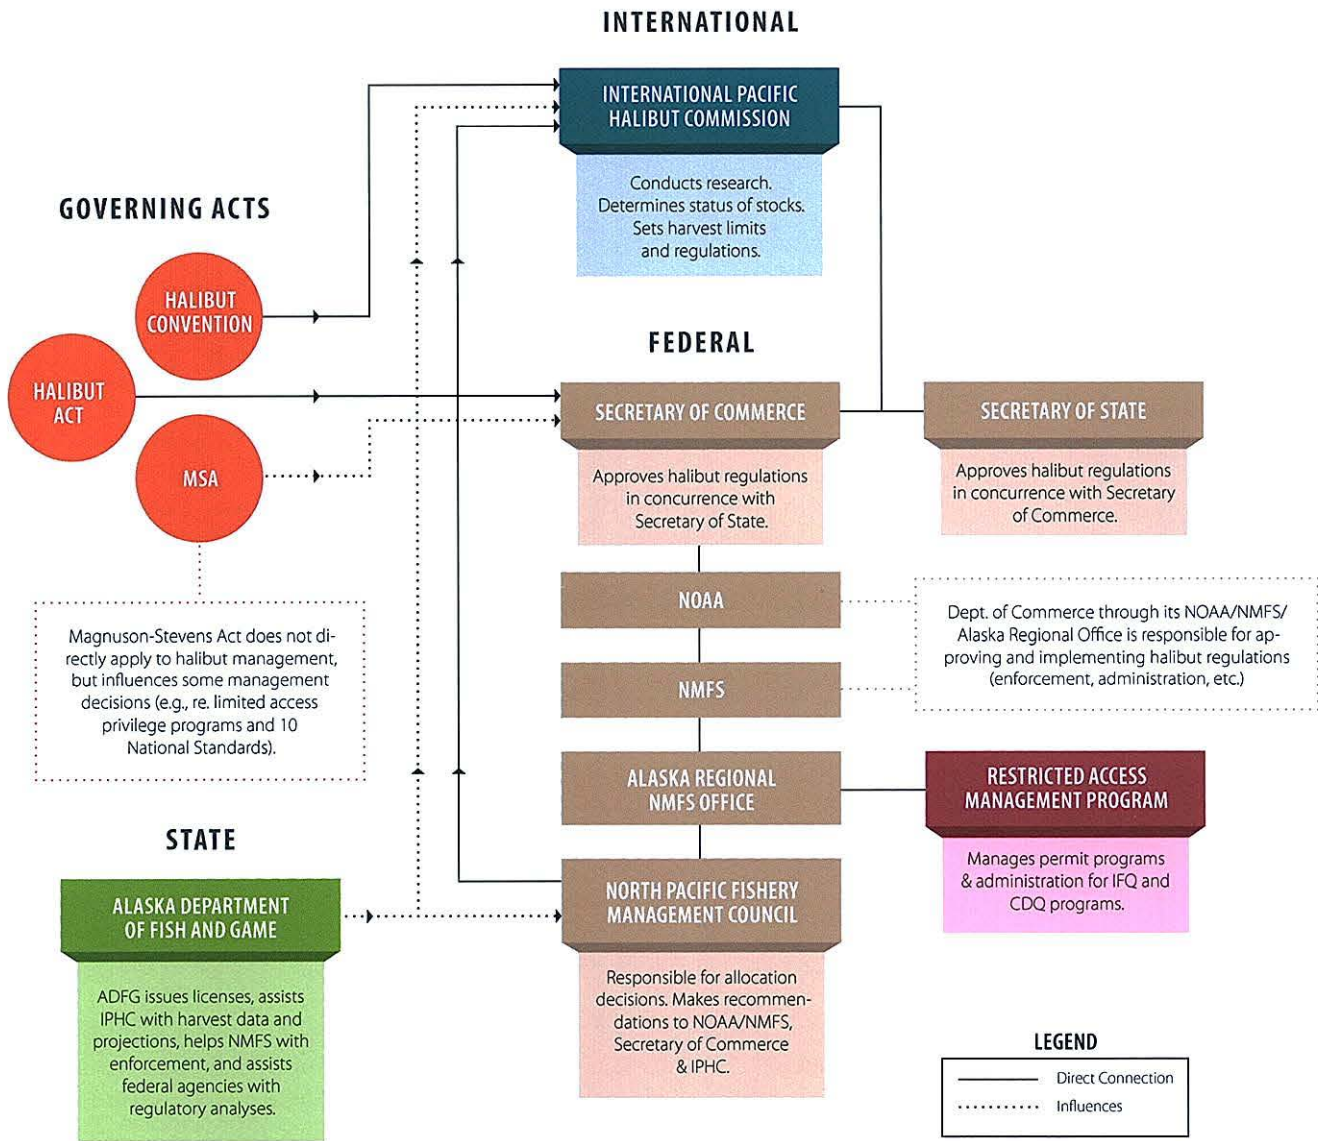 INTERNATIONAL
INTERNATIONAL PACIFIC
HALIBUT COMMISSION
Conducts research.
Determines status of stocks.
Sets harvest limits
and regulations.
GOVERNING ACTS
HALIBUT
CONVENTION
HALIBUT
ACT
MSA
Magnuson-Stevens Act does not di-
rectly apply to halibut management,
but influences some management
decisions (e.g., re. limited access
privilege programs and 10
National Standards).
FEDERAL
SECRETARY OF COMMERCE
Approves halibut regulations
in concurrence with
Secretary of State.
SECRETARY OF STATE
Approves halibut regulations
in concurrence with Secretary
of Commerce.
NOAA
NMFS
Dept. of Commerce through its NOAA/NMFS/
Alaska Regional Office is responsible for ap-
proving and implementing halibut regulations
(enforcement, administration, etc.)
ALASKA REGIONAL
NMFS OFFICE
RESTRICTED ACCESS
MANAGEMENT PROGRAM
Manages permit programs
& administration for IFQ and
CDQ programs.
STATE
ALASKA DEPARTMENT
OF FISH AND GAME
ADFG issues licenses, assists
IPHC with harvest data and
projections, helps NMFS with
enforcement, and assists
federal agencies with
regulatory analyses.
NORTH PACIFIC FISHERY
MANAGEMENT COUNCIL
Responsible for allocation
decisions. Makes recommen-
dations to NOAA/NMFS,
Secretary of Commerce
& IPHC.
LEGEND
Direct Connection
Influences